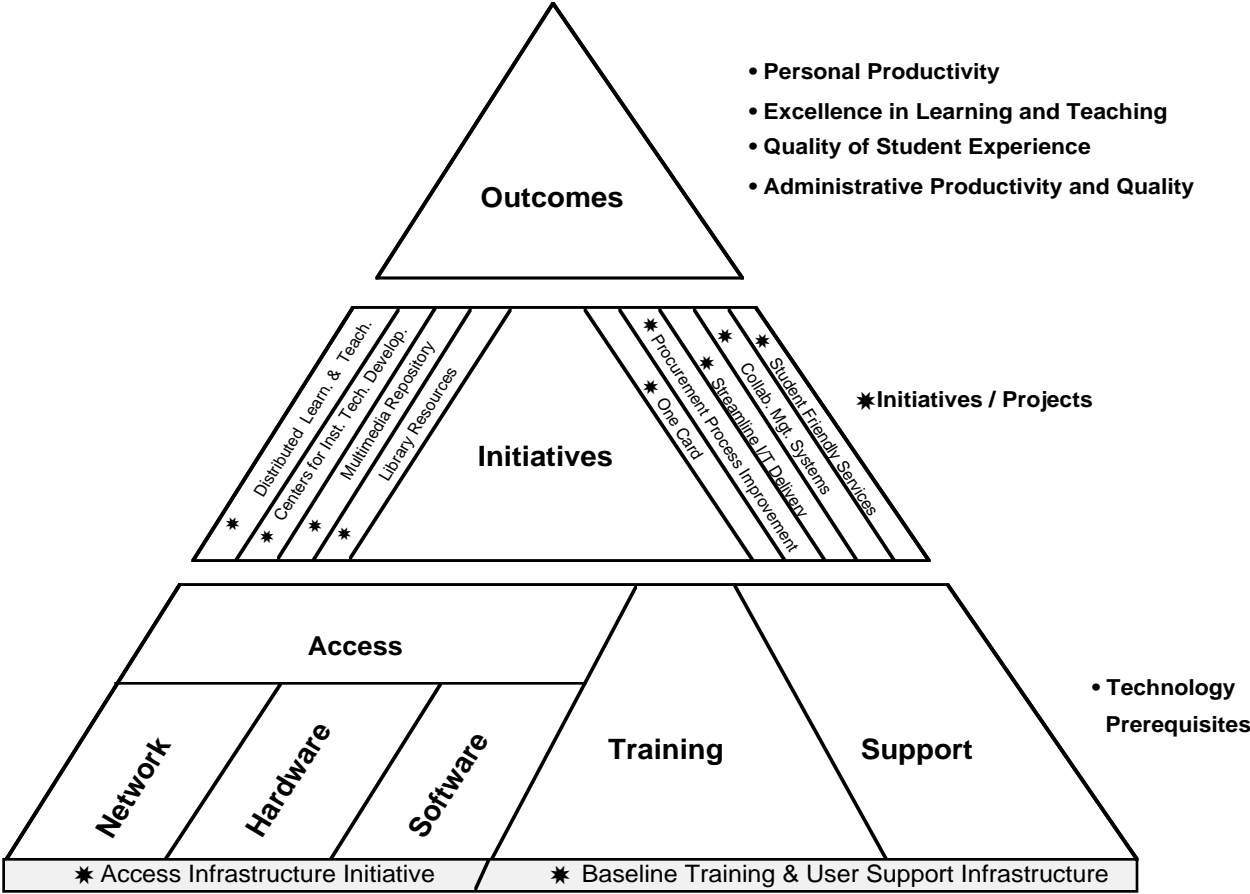 • Personal Productivity
• Excellence in Learning and Teaching
• Quality of Student Experience
• Administrative Productivity and Quality
Outcomes
Distributed Learn. & Teach.
Centers for Inst. Tech. Develop.
Multimedia Repository
Library Resources
Initiatives
One Card
Procurement Process Improvement
Streamline I/T Delivery
Collab. Mgt. Systems
Student Friendly Services
Initiatives / Projects
Access
Network
Hardware
Software
Training
Support
• Technology
Prerequisites
Access Infrastructure Initiative
Baseline Training & User Support Infrastructure